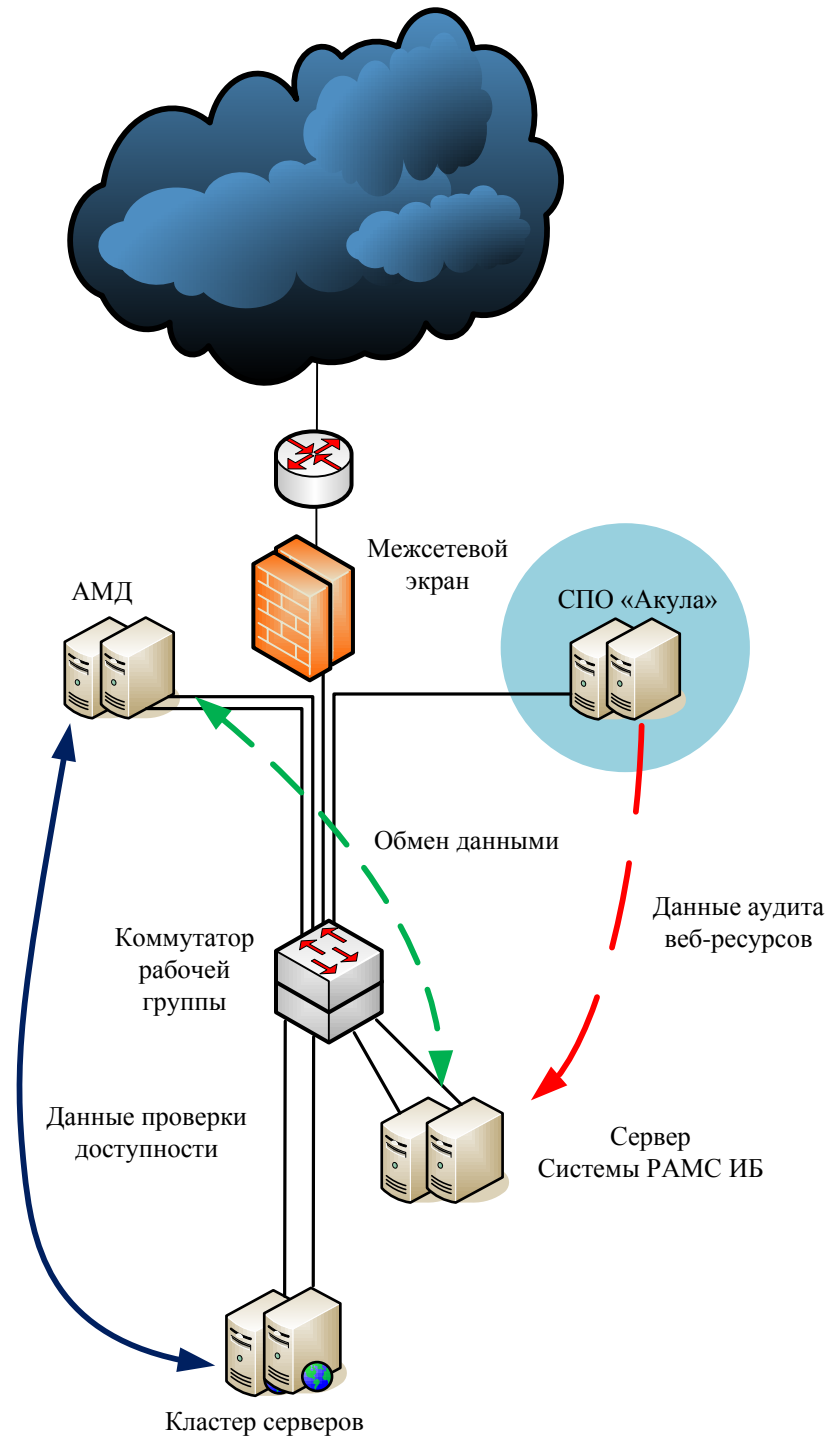 Межсетевой
экран
АМД
СПО «Акула»
Обмен данными
Данные аудита
веб-ресурсов
Коммутатор
рабочей
группы
Данные проверки
доступности
Сервер
Системы РАМС ИБ
Кластер серверов